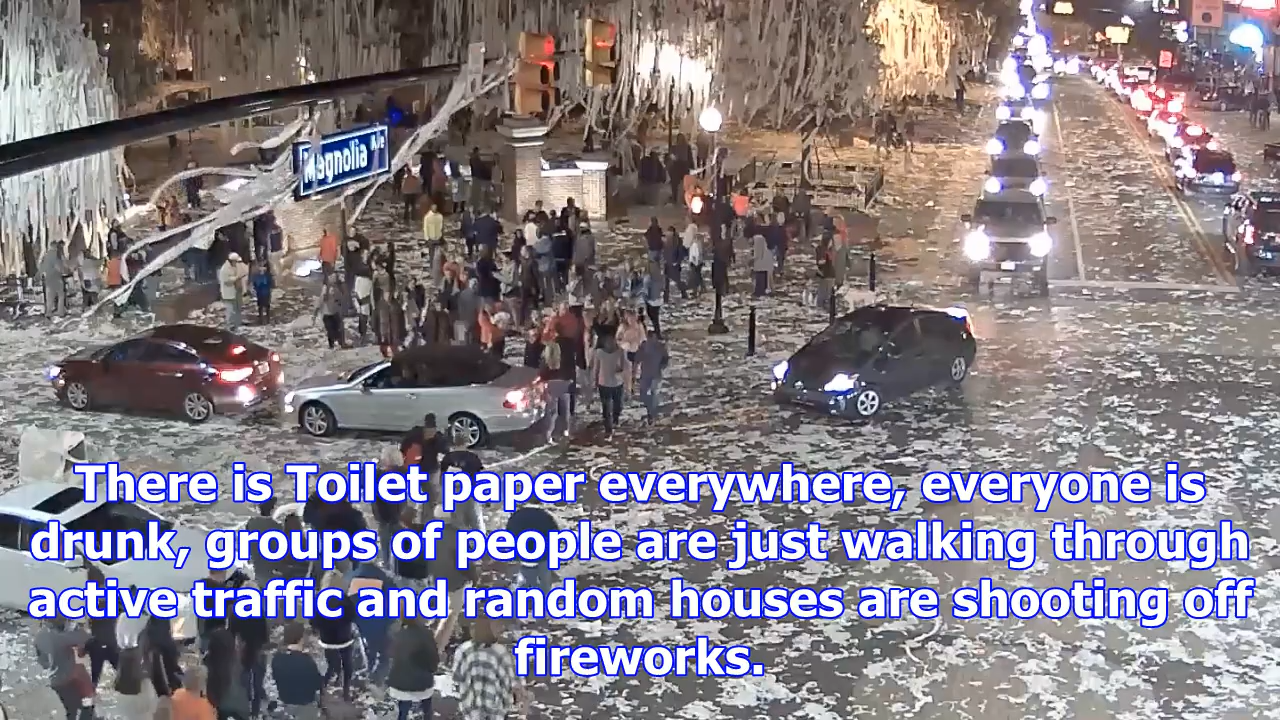 Magnolia Ave
There is Toilet paper everywhere, everyone is
drunk, groups of people are just walking through
active traffic and random houses are shooting off
fireworks.